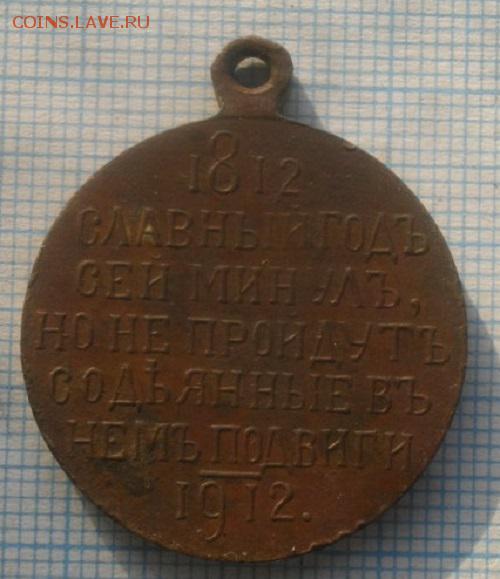 COINS.LAVE.RU
1812
СЛАВНЫЙ ГОДЪ
СЕЙ МИНУЛЪ,
НО НЕ ПРОЙДУТЪ
СОДѢЯННЫЕ ВЪ
НЕМЪ ПОДВИГИ
1912.